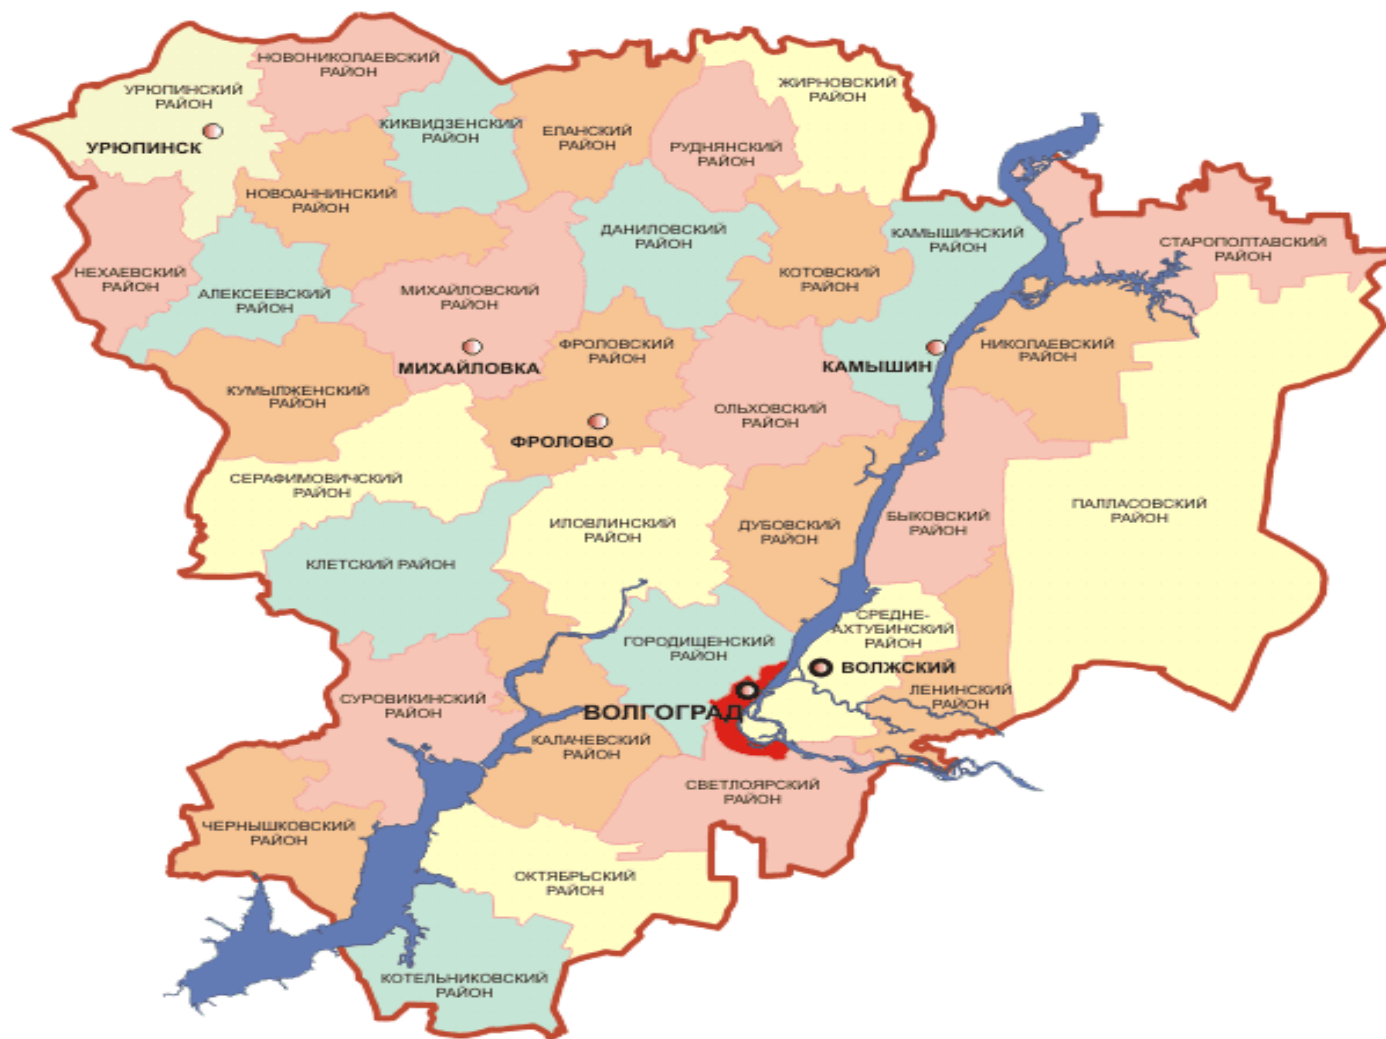 НОВОНИКОЛАЕВСКИЙ
РАЙОН
ЖИРНОВСКИЙ
РАЙОН
УРЮПИНСКИЙ
РАЙОН
КИКВИДЗЕНСКИЙ
РАЙОН
ЕЛАНСКИЙ
РАЙОН
РУДНЯНСКИЙ
РАЙОН
УРЮПИНСК
НОВОАННИНСКИЙ
РАЙОН
ДАНИЛОВСКИЙ
РАЙОН
КАМЫШИНСКИЙ
РАЙОН
СТАРОПОЛТАВСКИЙ
РАЙОН
НЕХАЕВСКИЙ
РАЙОН
АЛЕКСЕЕВСКИЙ
РАЙОН
МИХАЙЛОВСКИЙ
РАЙОН
КОТОВСКИЙ
РАЙОН
ФРОЛОВСКИЙ
РАЙОН
НИКОЛАЕВСКИЙ
РАЙОН
МИХАЙЛОВКА
КАМЫШИН
КУМЫЛЖЕНСКИЙ
РАЙОН
ОЛЬХОВСКИЙ
РАЙОН
ФРОЛОВО
СЕРАФИМОВИЧСКИЙ
РАЙОН
ИЛОВЛИНСКИЙ
РАЙОН
ДУБОВСКИЙ
РАЙОН
БЫКОВСКИЙ
РАЙОН
ПАЛЛАСОВСКИЙ
РАЙОН
КЛЕТСКИЙ РАЙОН
СРЕДНЕ-
АХТУБИНСКИЙ
РАЙОН
ГОРОДИЩЕНСКИЙ
РАЙОН
ВОЛЖСКИЙ
СУРОВИКИНСКИЙ
РАЙОН
ЛЕНИНСКИЙ
РАЙОН
ВОЛГОГРАД
КАЛАЧЕВСКИЙ
РАЙОН
СВЕТЛОЯРСКИЙ
РАЙОН
ЧЕРНЫШКОВСКИЙ
РАЙОН
ОКТЯБРЬСКИЙ
РАЙОН
КОТЕЛЬНИКОВСКИЙ
РАЙОН